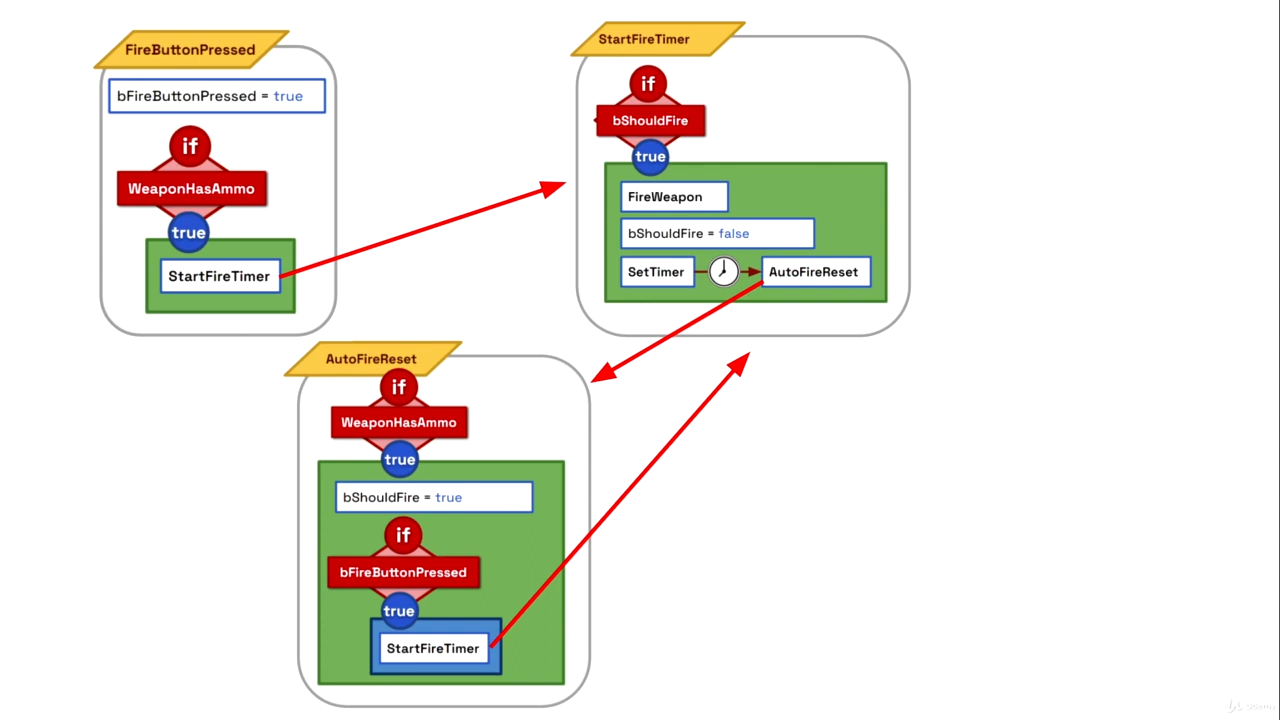 FireButtonPressed
bFireButtonPressed = true
if
WeaponHasAmmo
true
StartFireTimer
StartFireTimer
if
bShouldFire
true
FireWeapon
bShouldFire = false
SetTimer
AutoFireReset
AutoFireReset
if
WeaponHasAmmo
true
bShouldFire = true
if
bFireButtonPressed
true
StartFireTimer